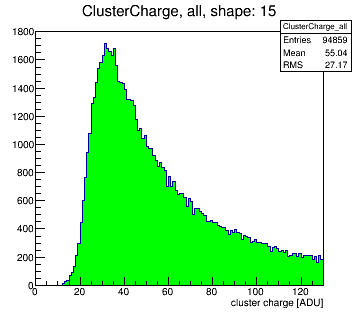 ClusterCharge, all, shape: 15
ClusterCharge_all
Entries 94859
Mean 55.04
RMS 27.17
1800
1600
1400
1200
1000
800
600
400
200
0
0 20 40 60 80 100 120
cluster charge [ADU]